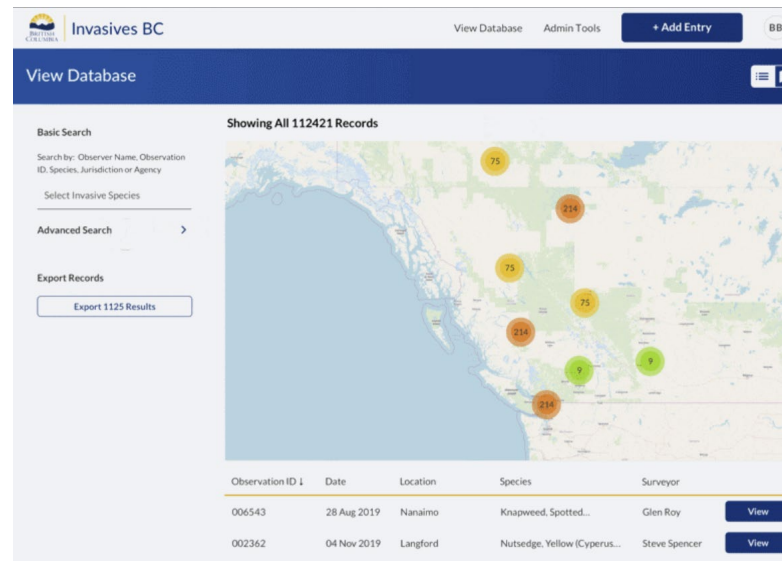 BRITISH
COLUMBIA
Invasives BC
View Database
Admin Tools
+ Add Entry
BB
View Database
Basic Search
Search by: Observer Name, Observation
ID, Species, Jurisdiction or Agency
Select Invasive Species
Advanced Search
Export Records
Export 1125 Results
Showing All 112421 Records
75
214
75
75
214
9
9
214
Observation ID ↓ Date Location Species Surveyor
006543 28 Aug 2019 Nanaimo Knapweed, Spotted... Glen Roy View
002362 04 Nov 2019 Langford Nutsedge, Yellow (Cyperus... Steve Spencer View